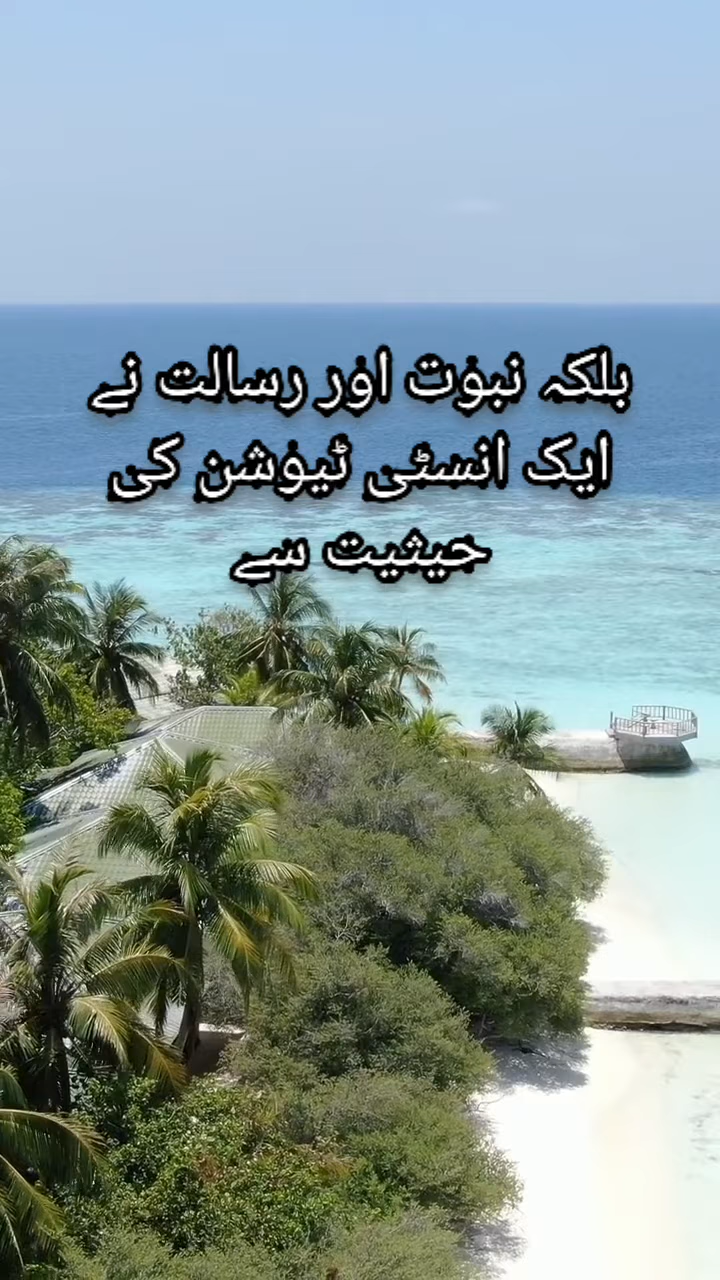 بلکہ نبوت اور رسالت نے
ایک انسٹی ٹیوشن کی
حیثیت سے